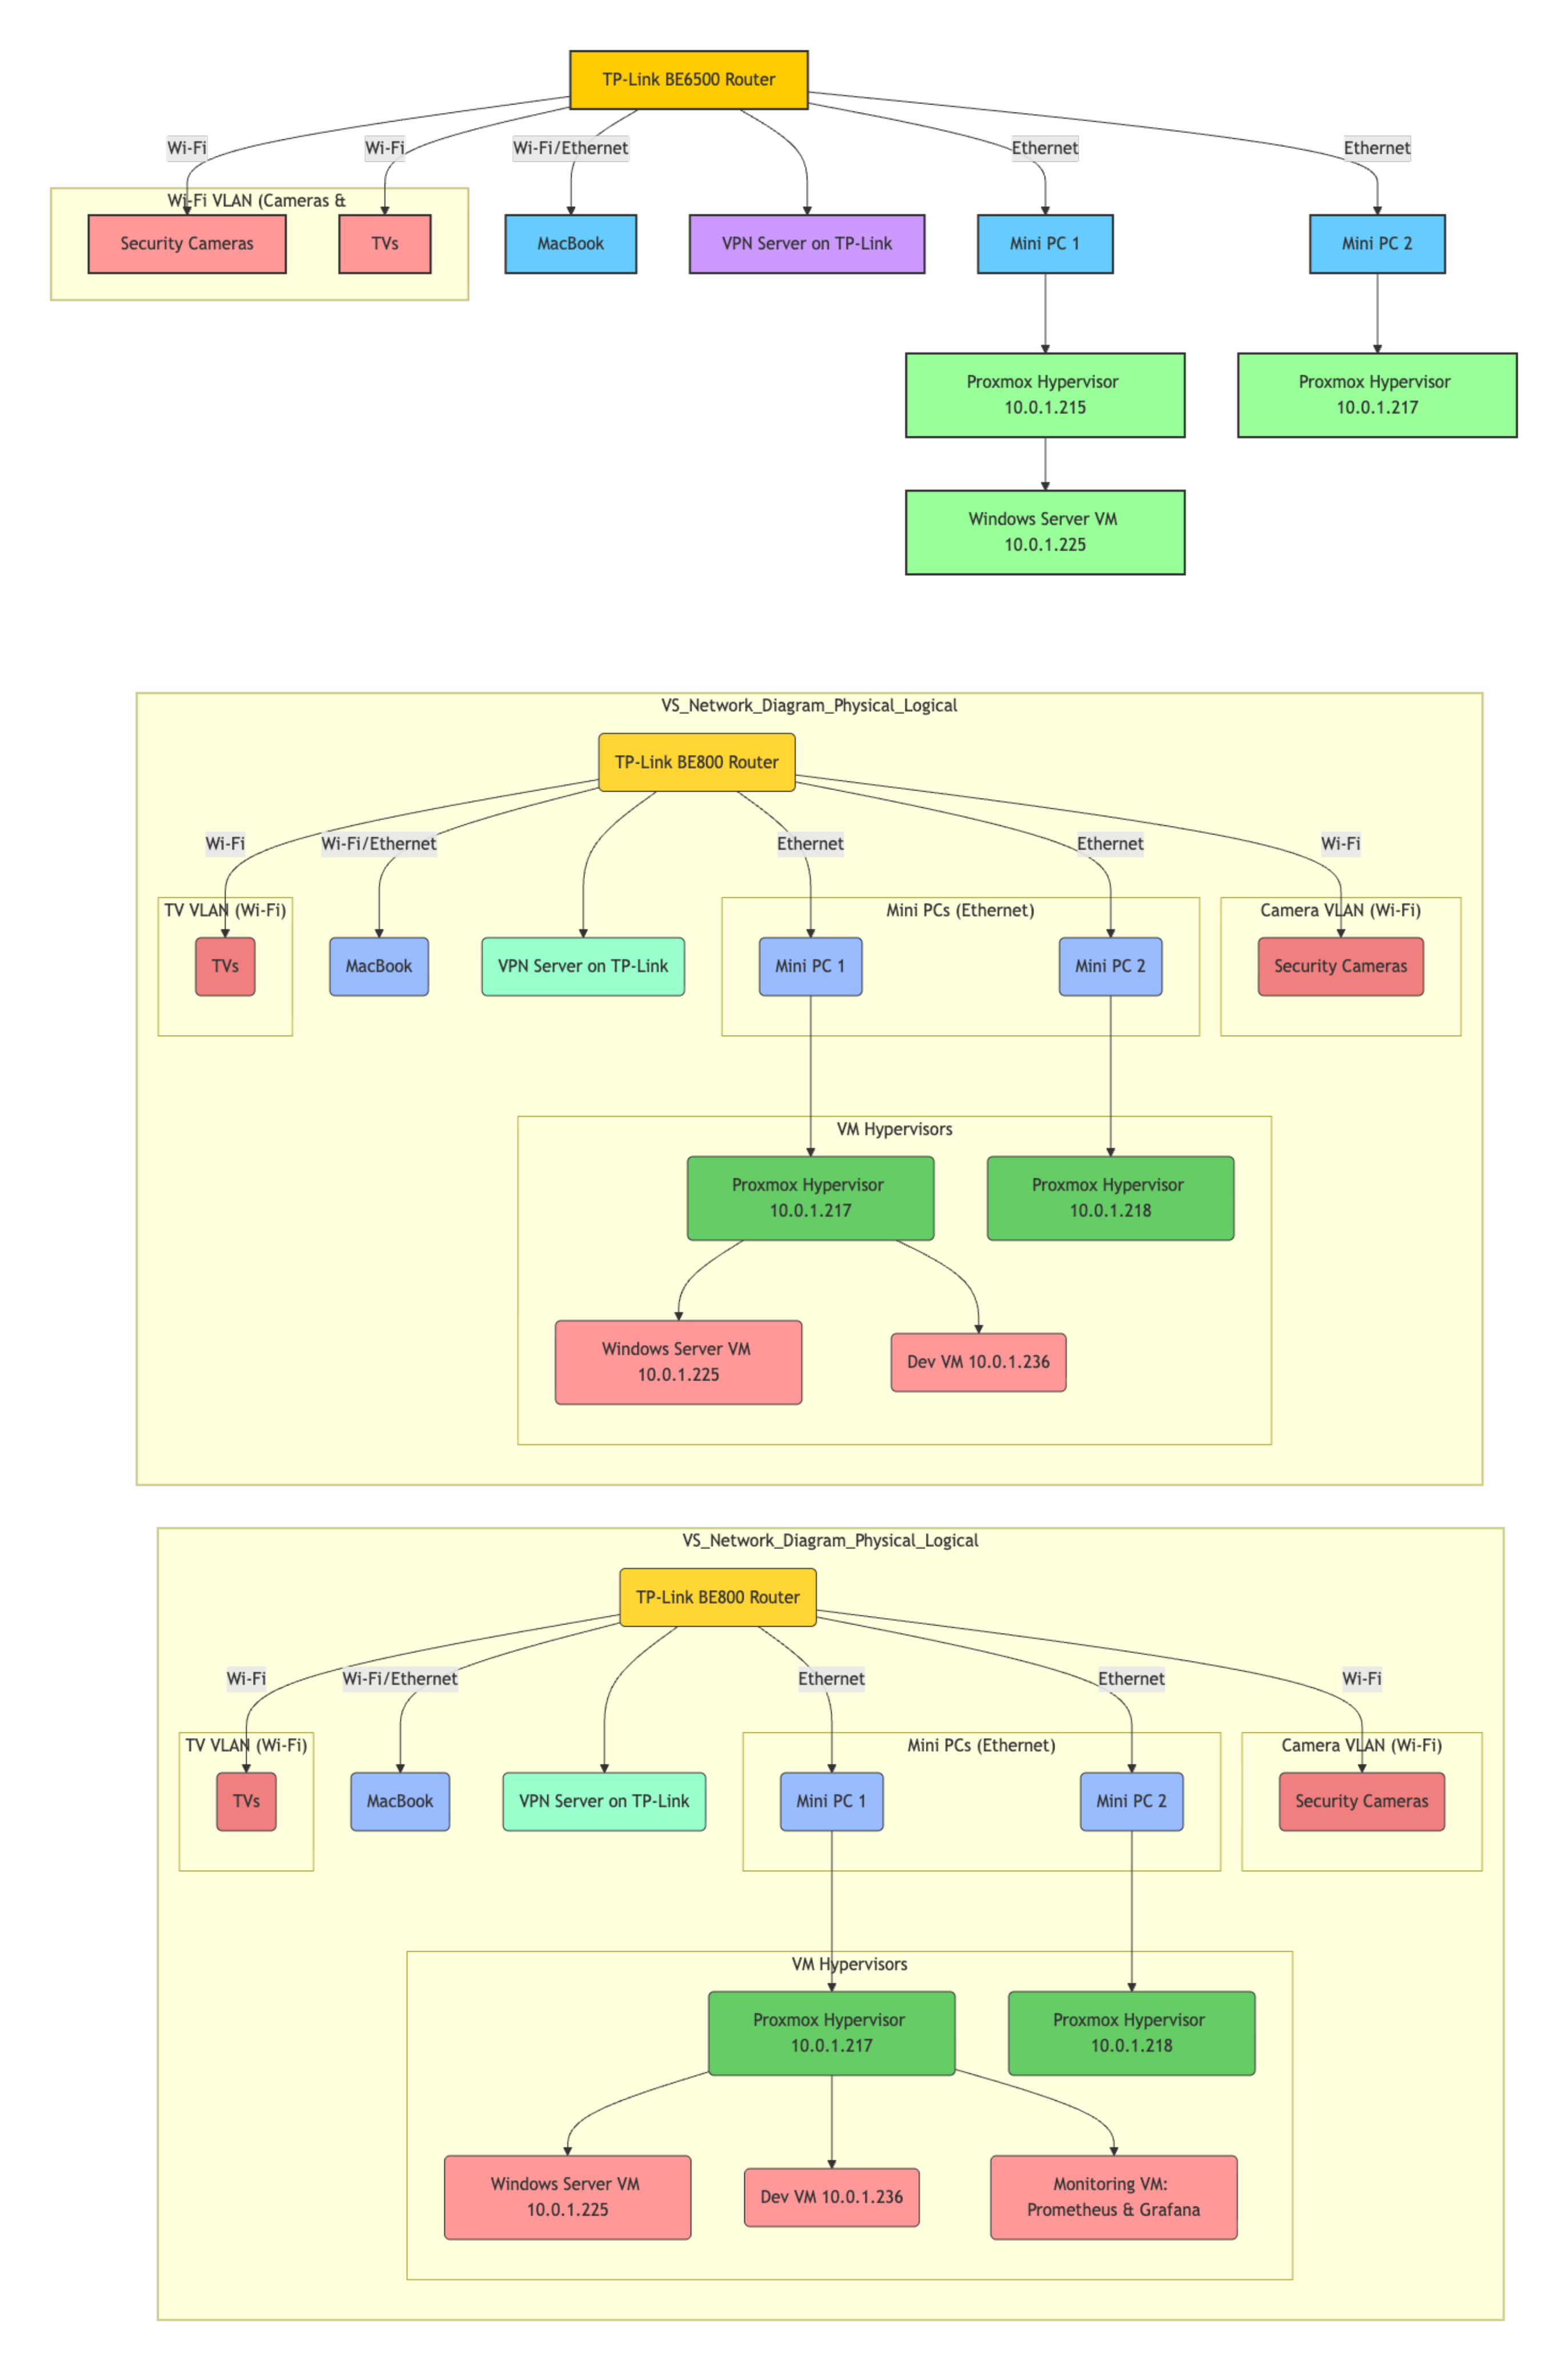 TP-Link BE6500 Router
Wi-Fi
Wi-Fi
Wi-Fi/Ethernet
Ethernet
Ethernet
Wi-Fi VLAN (Cameras &
Security Cameras
TVs
MacBook
VPN Server on TP-Link
Mini PC 1
Mini PC 2
Proxmox Hypervisor
10.0.1.215
Proxmox Hypervisor
10.0.1.217
Windows Server VM
10.0.1.225
VS_Network_Diagram_Physical_Logical
TP-Link BE800 Router
Wi-Fi
Wi-Fi/Ethernet
Ethernet
Ethernet
Wi-Fi
TV VLAN (Wi-Fi)
Mini PCs (Ethernet)
Camera VLAN (Wi-Fi)
TVs
MacBook
VPN Server on TP-Link
Mini PC 1
Mini PC 2
Security Cameras
VM Hypervisors
Proxmox Hypervisor
10.0.1.217
Proxmox Hypervisor
10.0.1.218
Windows Server VM
10.0.1.225
Dev VM 10.0.1.236
VS_Network_Diagram_Physical_Logical
TP-Link BE800 Router
Wi-Fi
Wi-Fi/Ethernet
Ethernet
Ethernet
Wi-Fi
TV VLAN (Wi-Fi)
Mini PCs (Ethernet)
Camera VLAN (Wi-Fi)
TVs
MacBook
VPN Server on TP-Link
Mini PC 1
Mini PC 2
Security Cameras
VM Hypervisors
Proxmox Hypervisor
10.0.1.217
Proxmox Hypervisor
10.0.1.218
Windows Server VM
10.0.1.225
Dev VM 10.0.1.236
Monitoring VM:
Prometheus & Grafana